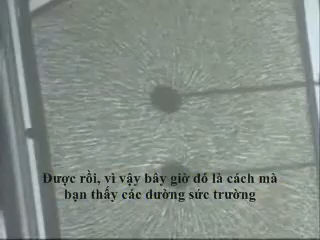 Được rồi, vì vậy bây giờ đó là cách mà
bạn thấy các đường sức trường